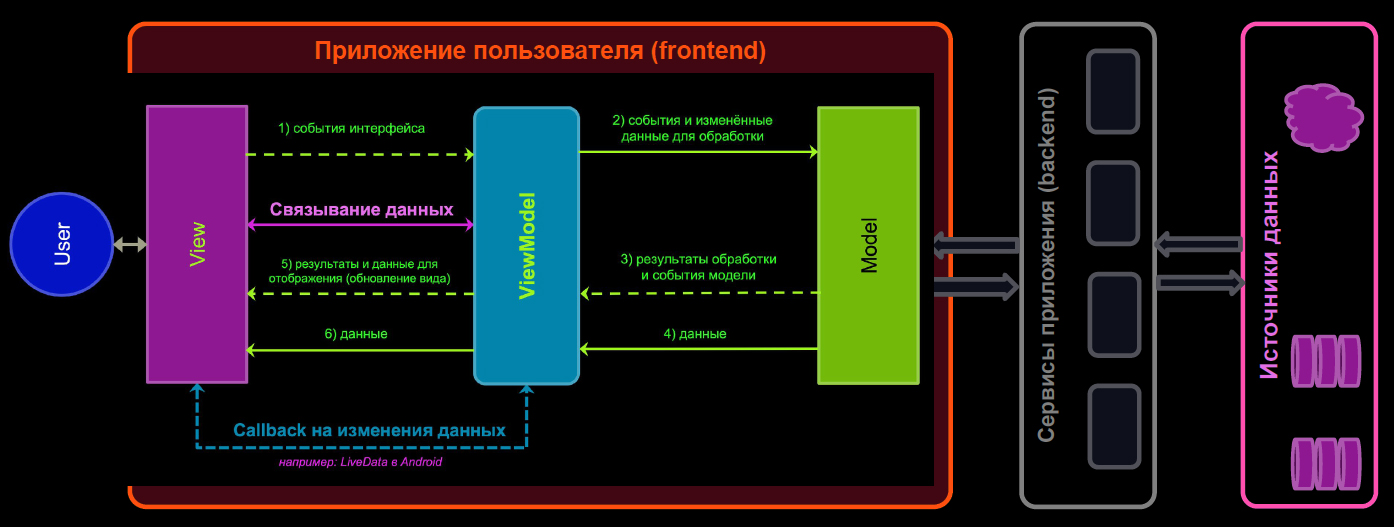 Приложение пользователя (frontend)
1) события интерфейса
2) события и изменённые
данные для обработки
Связывание данных
5) результаты и данные для
отображения (обновление вида)
3) результаты обработки
и события модели
6) данные
4) данные
Callback на изменения данных
например: LiveData в Android
User
View
ViewModel
Model
Сервисы приложения (backend)
Источники данных